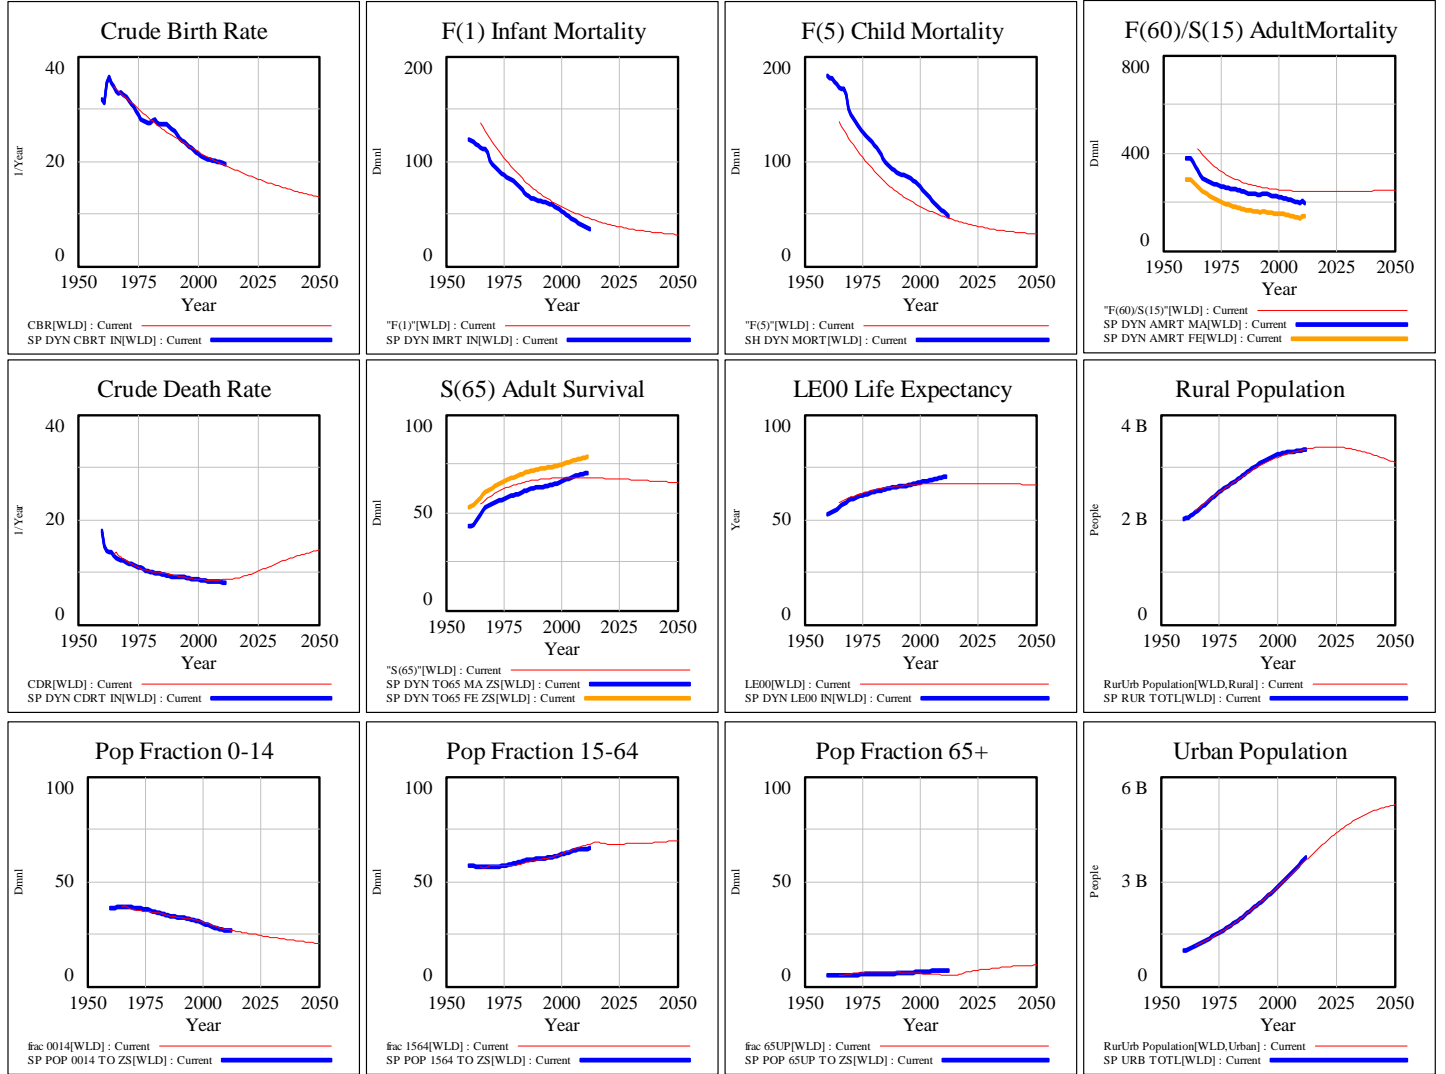 Crude Birth Rate
40
20
0
1/Year
1950 1975 2000 2025 2050
Year
CBR[WLD] : Current
SP DYN CBRT IN[WLD] : Current
F(1) Infant Mortality
200
100
0
Dmnl
1950 1975 2000 2025 2050
Year
"F(1)"[WLD] : Current
SP DYN IMRT IN[WLD] : Current
F(5) Child Mortality
200
100
0
Dmnl
1950 1975 2000 2025 2050
Year
"F(5)"[WLD] : Current
SH DYN MORT[WLD] : Current
F(60)/S(15) AdultMortality
800
400
0
Dmnl
1950 1975 2000 2025 2050
Year
"F(60)/S(15)"[WLD] : Current
SP DYN AMRT MA[WLD] : Current
SP DYN AMRT FE[WLD] : Current
Crude Death Rate
40
20
0
1/Year
1950 1975 2000 2025 2050
Year
CDR[WLD] : Current
SP DYN CDRT IN[WLD] : Current
S(65) Adult Survival
100
50
0
Dmnl
1950 1975 2000 2025 2050
Year
"S(65)"[WLD] : Current
SP DYN TO65 MA ZS[WLD] : Current
SP DYN TO65 FE ZS[WLD] : Current
LE00 Life Expectancy
100
50
0
Year
1950 1975 2000 2025 2050
Year
LE00[WLD] : Current
SP DYN LE00 IN[WLD] : Current
Rural Population
4 B
2 B
0
People
1950 1975 2000 2025 2050
Year
RurUrb Population[WLD,Rural] : Current
SP RUR TOTL[WLD] : Current
Pop Fraction 0-14
100
50
0
Dmnl
1950 1975 2000 2025 2050
Year
frac 0014[WLD] : Current
SP POP 0014 TO ZS[WLD] : Current
Pop Fraction 15-64
100
50
0
Dmnl
1950 1975 2000 2025 2050
Year
frac 1564[WLD] : Current
SP POP 1564 TO ZS[WLD] : Current
Pop Fraction 65+
100
50
0
Dmnl
1950 1975 2000 2025 2050
Year
frac 65UP[WLD] : Current
SP POP 65UP TO ZS[WLD] : Current
Urban Population
6 B
3 B
0
People
1950 1975 2000 2025 2050
Year
RurUrb Population[WLD,Urban] : Current
SP URB TOTL[WLD] : Current